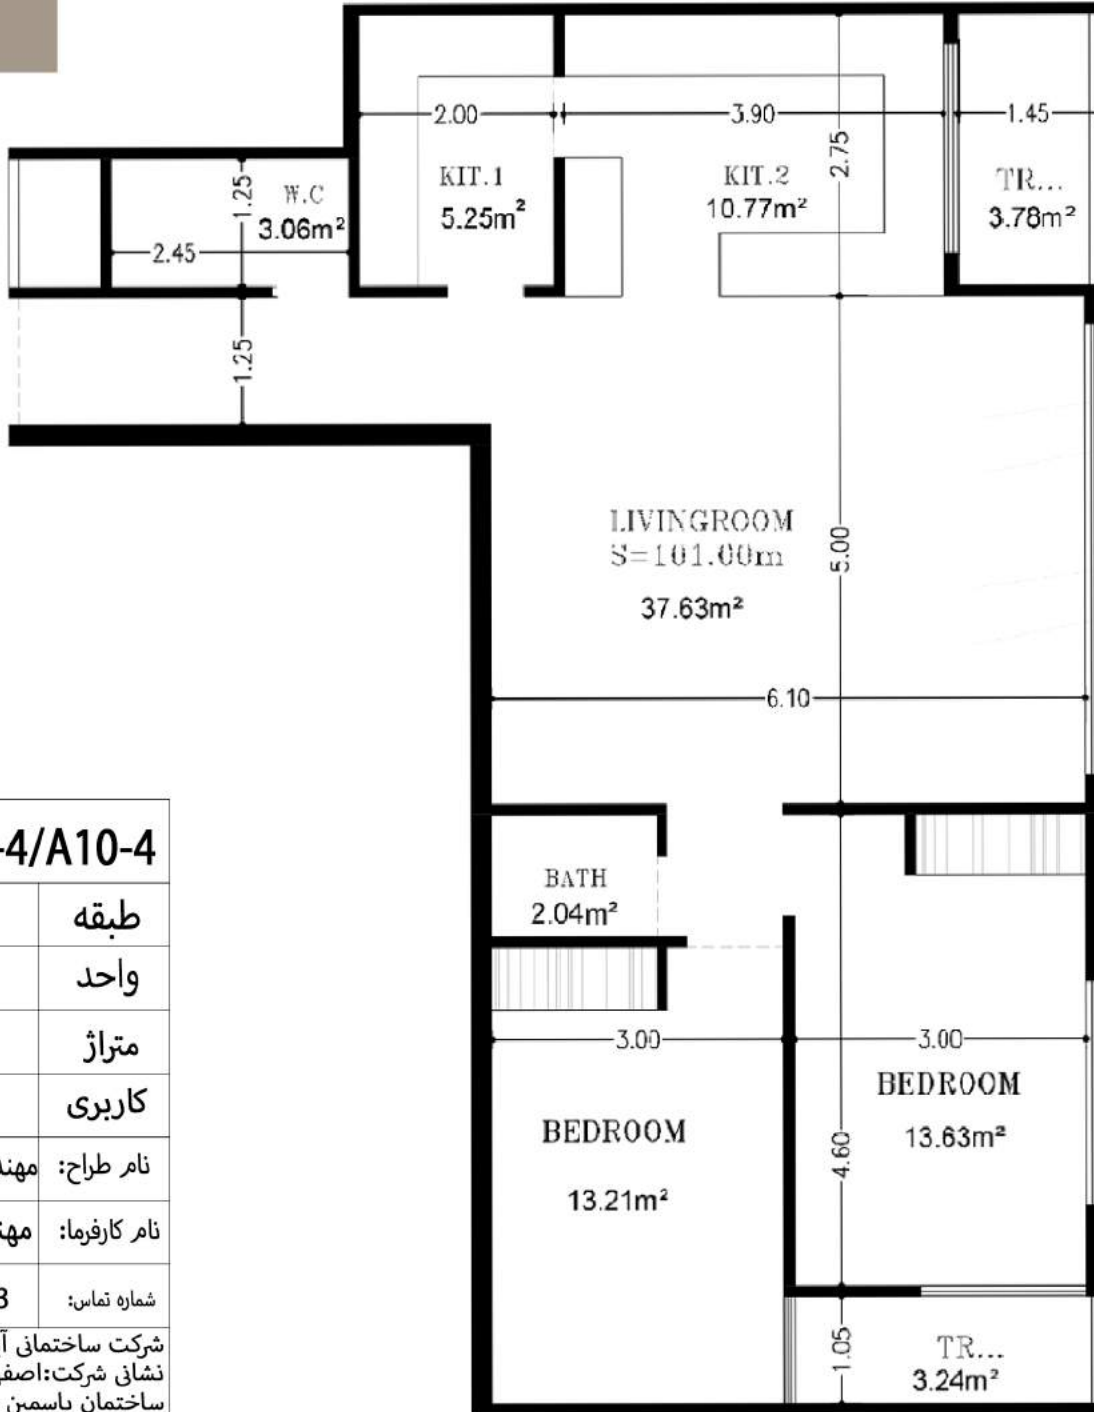 2.00
3.90
2.75
1.45
KIT.1
5.25m²
KIT.2
10.77m²
TR...
3.78m²
W.C
3.06m²
1.25
2.45
1.25
LIVINGROOM
S=101.00m
37.63m²
5.00
6.10
BATH
2.04m²
3.00
3.00
BEDROOM
13.63m²
BEDROOM
13.21m²
4.60
1.05
TR...
3.24m²
-4/A10-4
طبقه
واحد
متراژ
کاربری
نام طراح:
نام کارفرما:
شماره تماس: 3
شرکت ساختمانی
نشانی شرکت:
ساختمان یاسمین